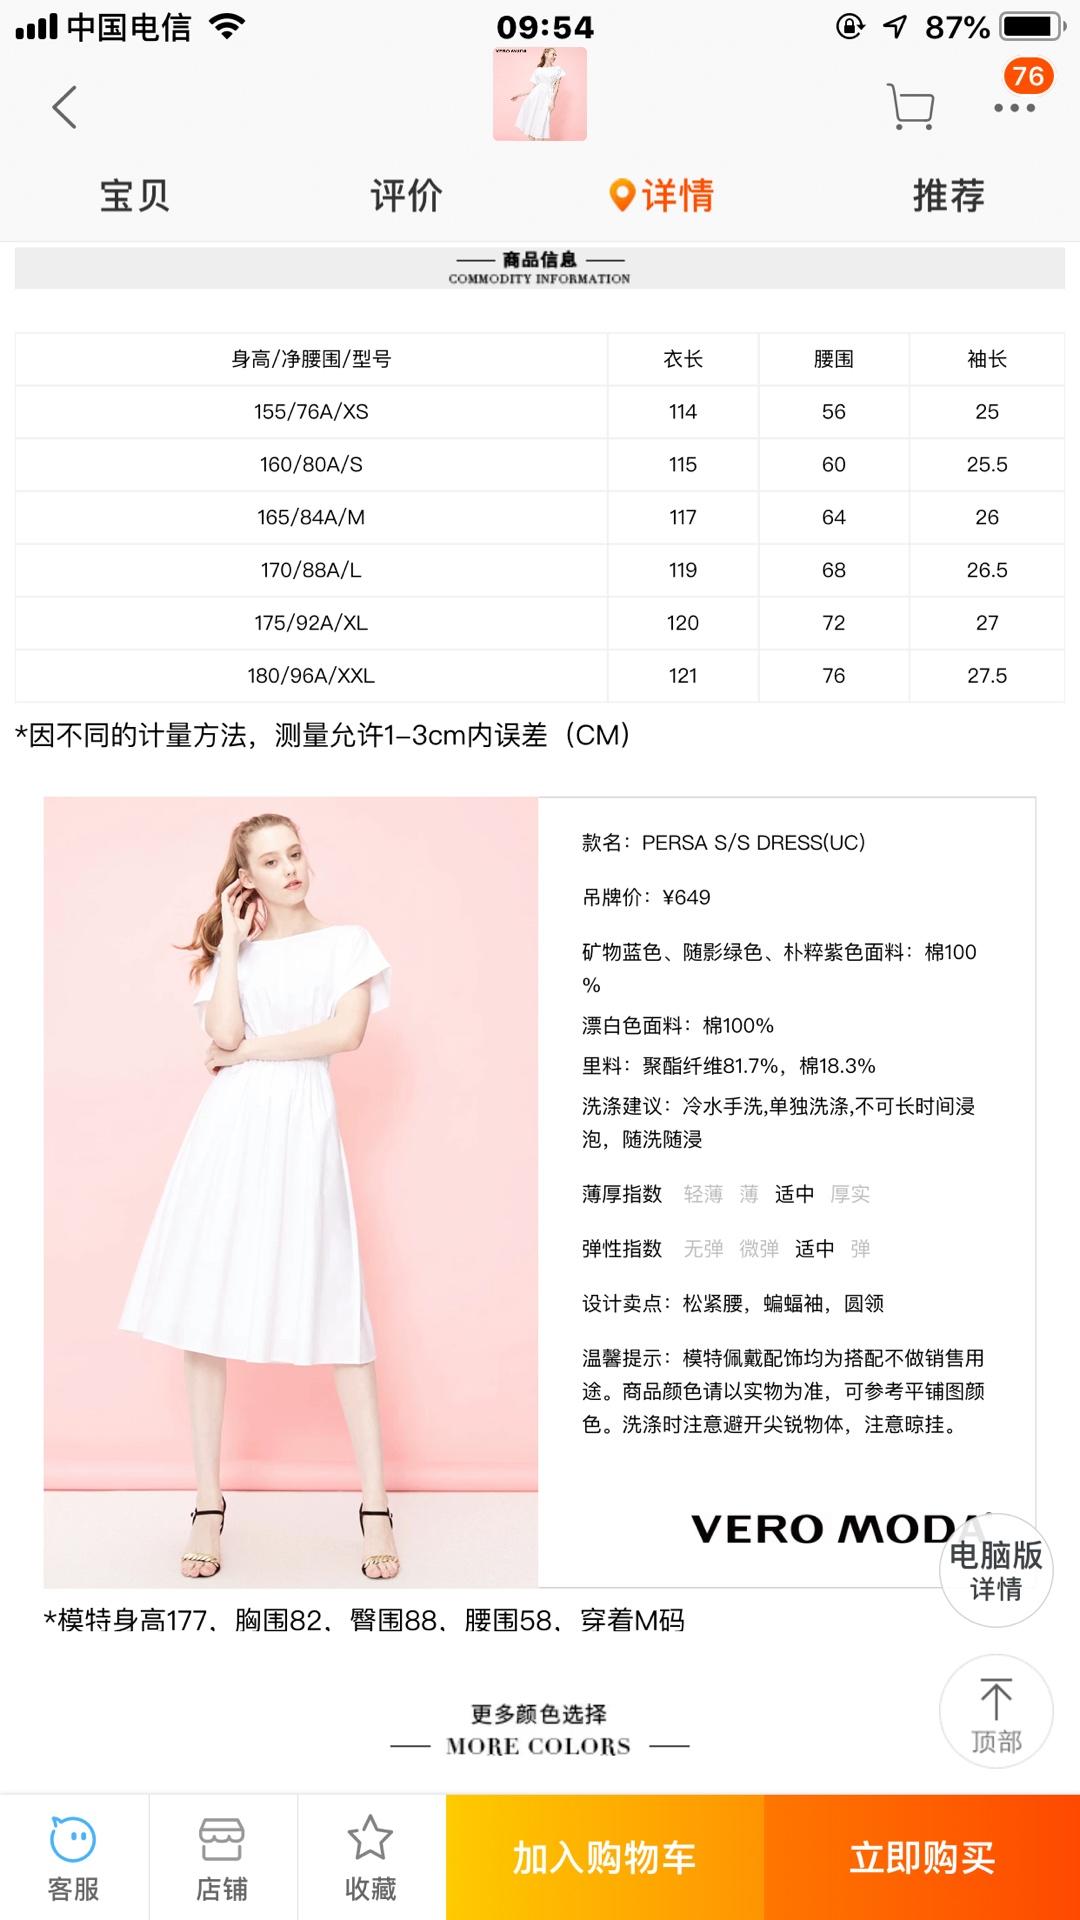 中国电信 09:54 87%
VERO MODA
76
宝贝 评价 详情 推荐
商品信息
COMMODITY INFORMATION
身高/净腰围/型号 衣长 腰围 袖长
155/76A/XS 114 56 25
160/80A/S 115 60 25.5
165/84A/M 117 64 26
170/88A/L 119 68 26.5
175/92A/XL 120 72 27
180/96A/XXL 121 76 27.5
*因不同的计量方法，测量允许1-3cm内误差（CM）
款名：PERSA S/S DRESS(UC)
吊牌价：¥649
矿物蓝色、随影绿色、朴粹紫色面料：棉100
%
漂白色面料：棉100%
里料：聚酯纤维81.7%，棉18.3%
洗涤建议：冷水手洗,单独洗涤,不可长时间浸
泡，随洗随浸
薄厚指数 轻薄 薄 适中 厚实
弹性指数 无弹 微弹 适中 弹
设计卖点：松紧腰，蝙蝠袖，圆领
温馨提示：模特佩戴配饰均为搭配不做销售用
途。商品颜色请以实物为准，可参考平铺图颜
色。洗涤时注意避开尖锐物体，注意晾挂。
VERO MODA
电脑版
详情
*模特身高177，胸围82，臀围88，腰围58，穿着M码
顶部
更多颜色选择
MORE COLORS
客服 店铺 收藏 加入购物车 立即购买